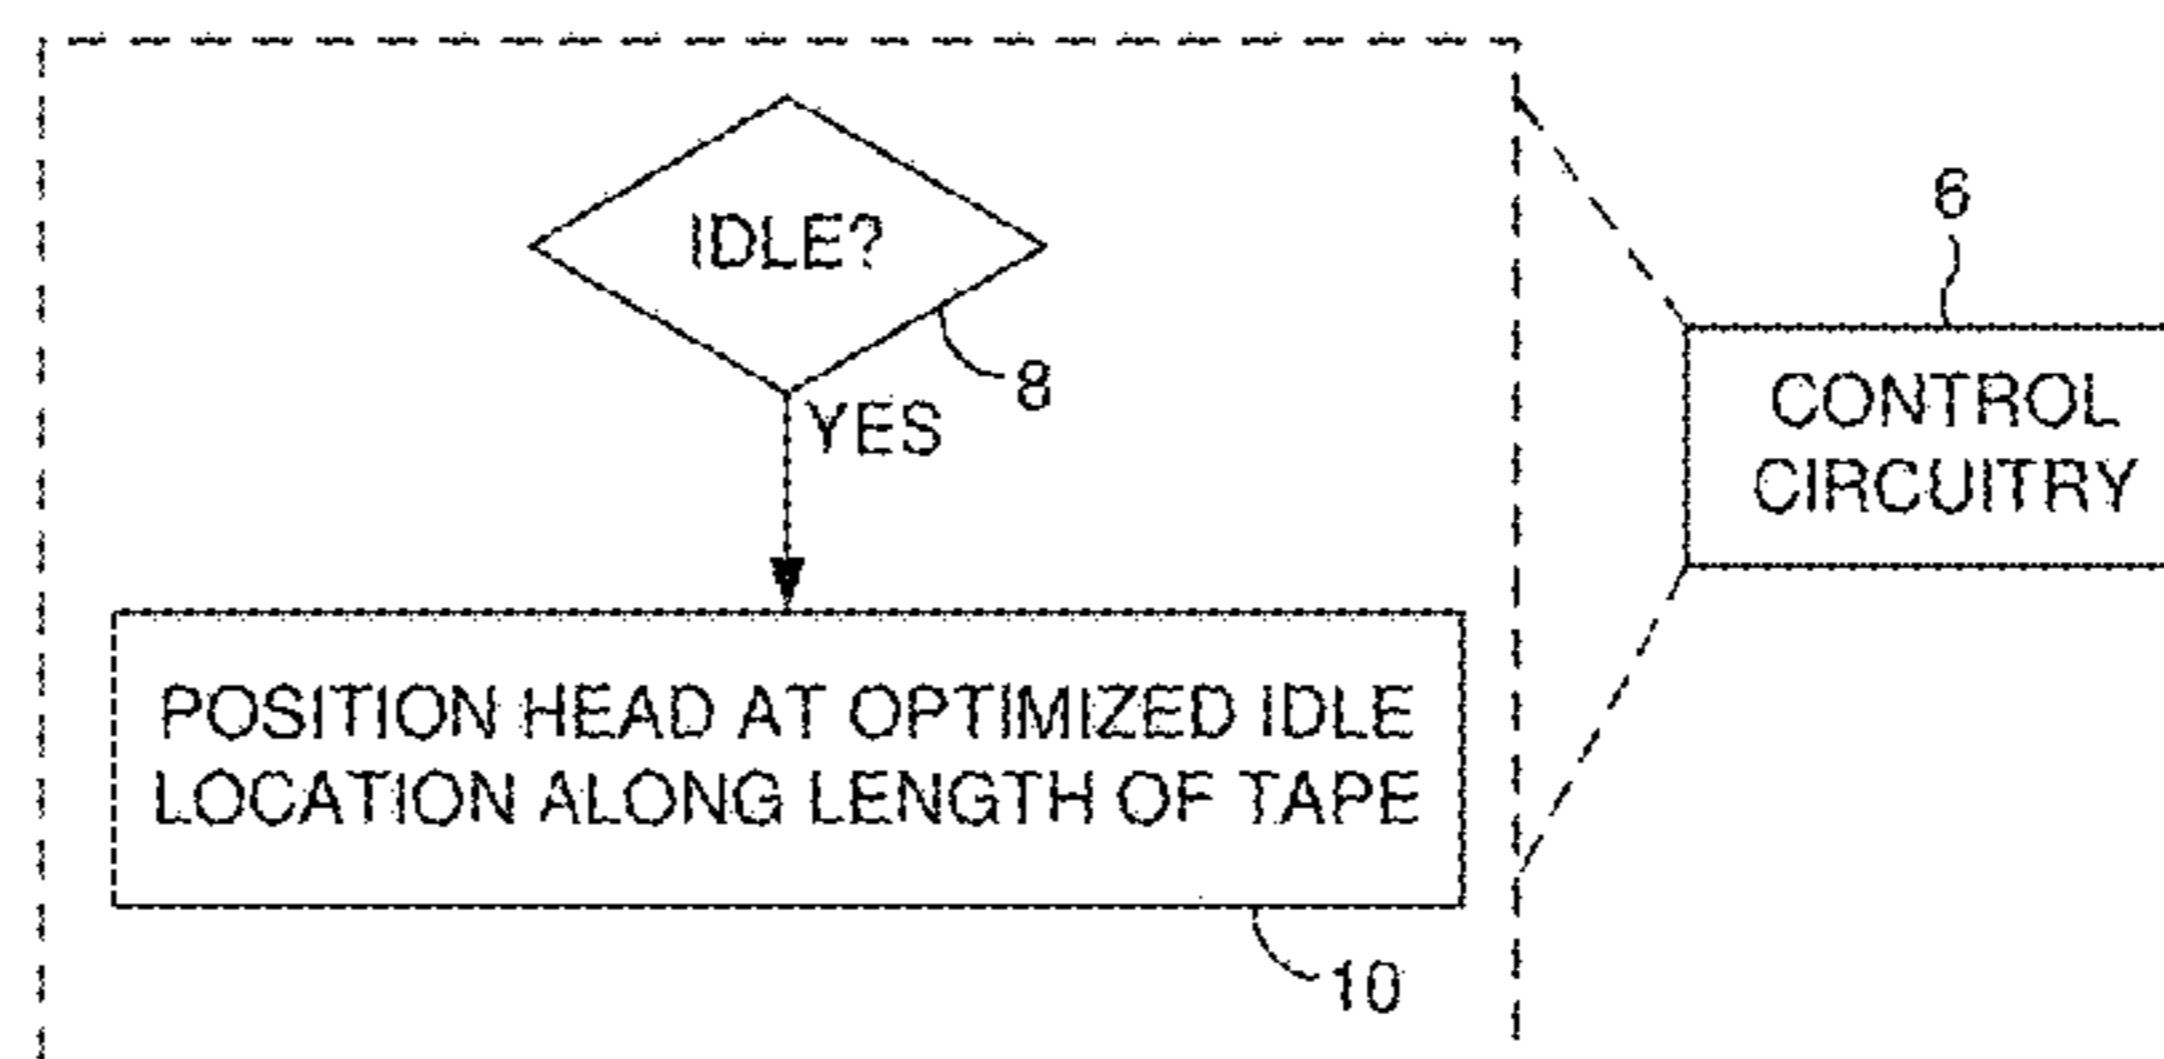 IDLE?
8
YES
POSITION HEAD AT OPTIMIZED IDLE
LOCATION ALONG LENGTH OF TAPE
10
6
CONTROL
CIRCUITRY